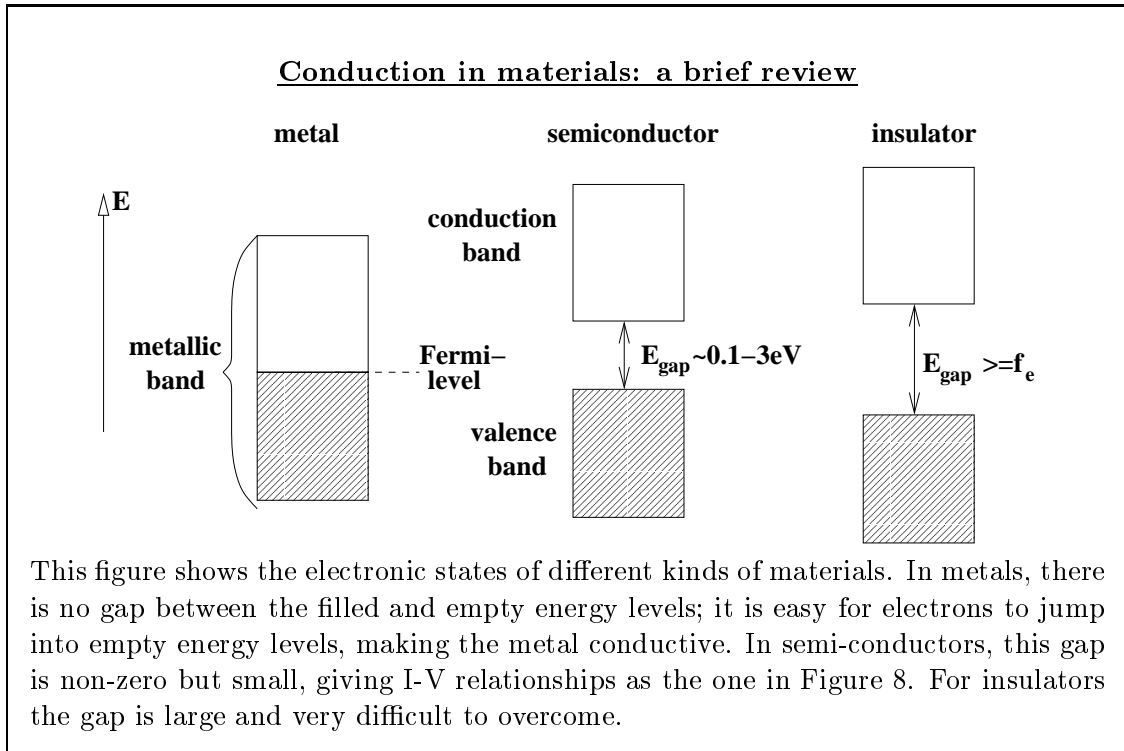 Conduction in materials: a brief review
metal
semiconductor
insulator
E
conduction
band
metallic
band
Fermi–
level
E_gap ~0.1–3eV
E_gap >=f_e
valence
band
This figure shows the electronic states of different kinds of materials. In metals, there
is no gap between the filled and empty energy levels; it is easy for electrons to jump
into empty energy levels, making the metal conductive. In semi-conductors, this gap
is non-zero but small, giving I-V relationships as the one in Figure 8. For insulators
the gap is large and very difficult to overcome.